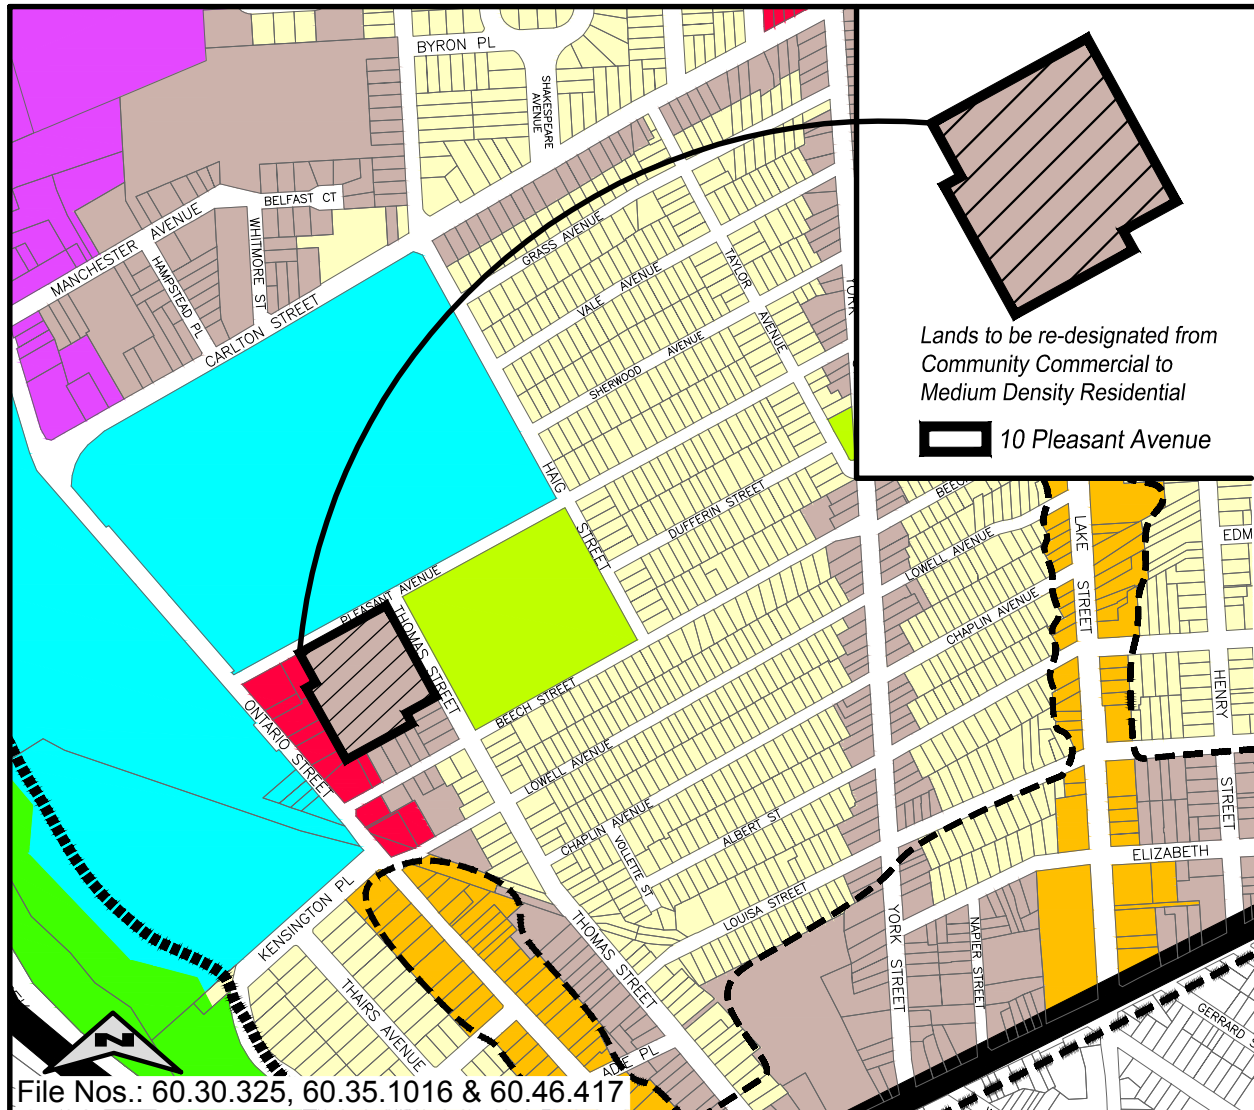 BYRON PL
SHAKESPEARE
AVENUE
BELFAST CT
MANCHESTER AVENUE
WHITMORE ST
HAMPSTEAD PL
CARLTON STREET
GRASS AVENUE
VALE AVENUE
TAYLOR
AVENUE
YORK
SHERWOOD AVENUE
Lands to be re-designated from
Community Commercial to
Medium Density Residential
10 Pleasant Avenue
HAIG STREET
DUFFERIN STREET
BEEC
LOWELL AVENUE
LAKE STREET
EDM
PLEASANT AVENUE
THOMAS STREET
CHAPLIN AVENUE
HENRY
STREET
ONTARIO STREET
BEECH STREET
LOWELL AVENUE
CHAPLIN AVENUE
VOLLETTE ST
ALBERT ST
ELIZABETH
LOUISA STREET
KENSINGTON PL
THOMAS STREET
YORK STREET
NAPIER STREET
THAIRS AVENUE
GERRARD S
N
File Nos.: 60.30.325, 60.35.1016 & 60.46.417